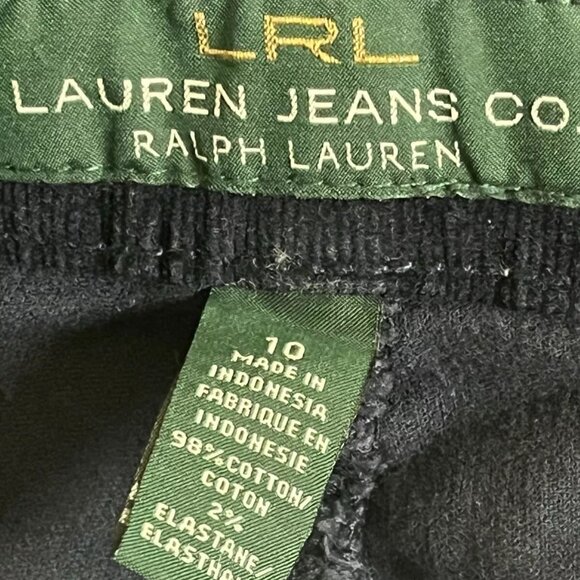 LRL
LAUREN JEANS CO
RALPH LAUREN
10
MADE IN
INDONESIA
FABRIQUE EN
INDONESIE
98% COTTON/
COTON
2%
ELASTANE/